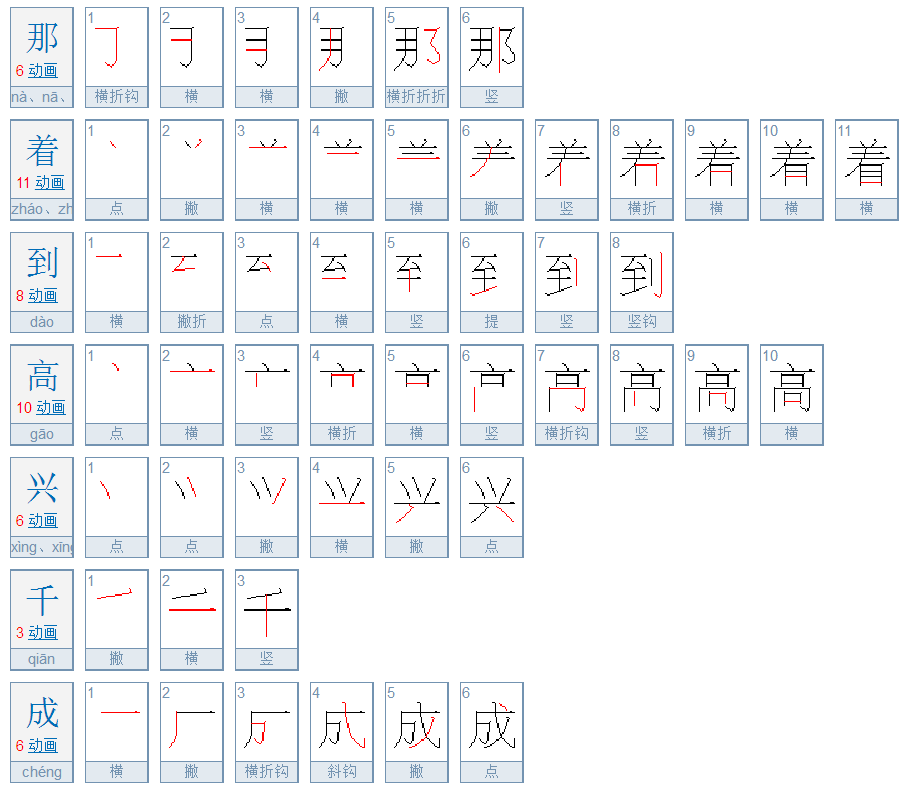 那 1 2 3 4 5 6
6 动画
nà、nā、 横折钩 横 横 撇 横折折折 竖
着 1 2 3 4 5 6 7 8 9 10 11
11 动画
zháo、zh 点 撇 横 横 横 撇 竖 横折 横 横 横
到 1 2 3 4 5 6 7 8
8 动画
dào 横 撇折 点 横 竖 提 竖 竖钩
高 1 2 3 4 5 6 7 8 9 10
10 动画
gāo 点 横 竖 横折 横 竖 横折钩 竖 横折 横
兴 1 2 3 4 5 6
6 动画
xìng、xīng 点 点 撇 横 撇 点
千 1 2 3
3 动画
qiān 撇 横 竖
成 1 2 3 4 5 6
6 动画
chéng 横 撇 横折钩 斜钩 撇 点